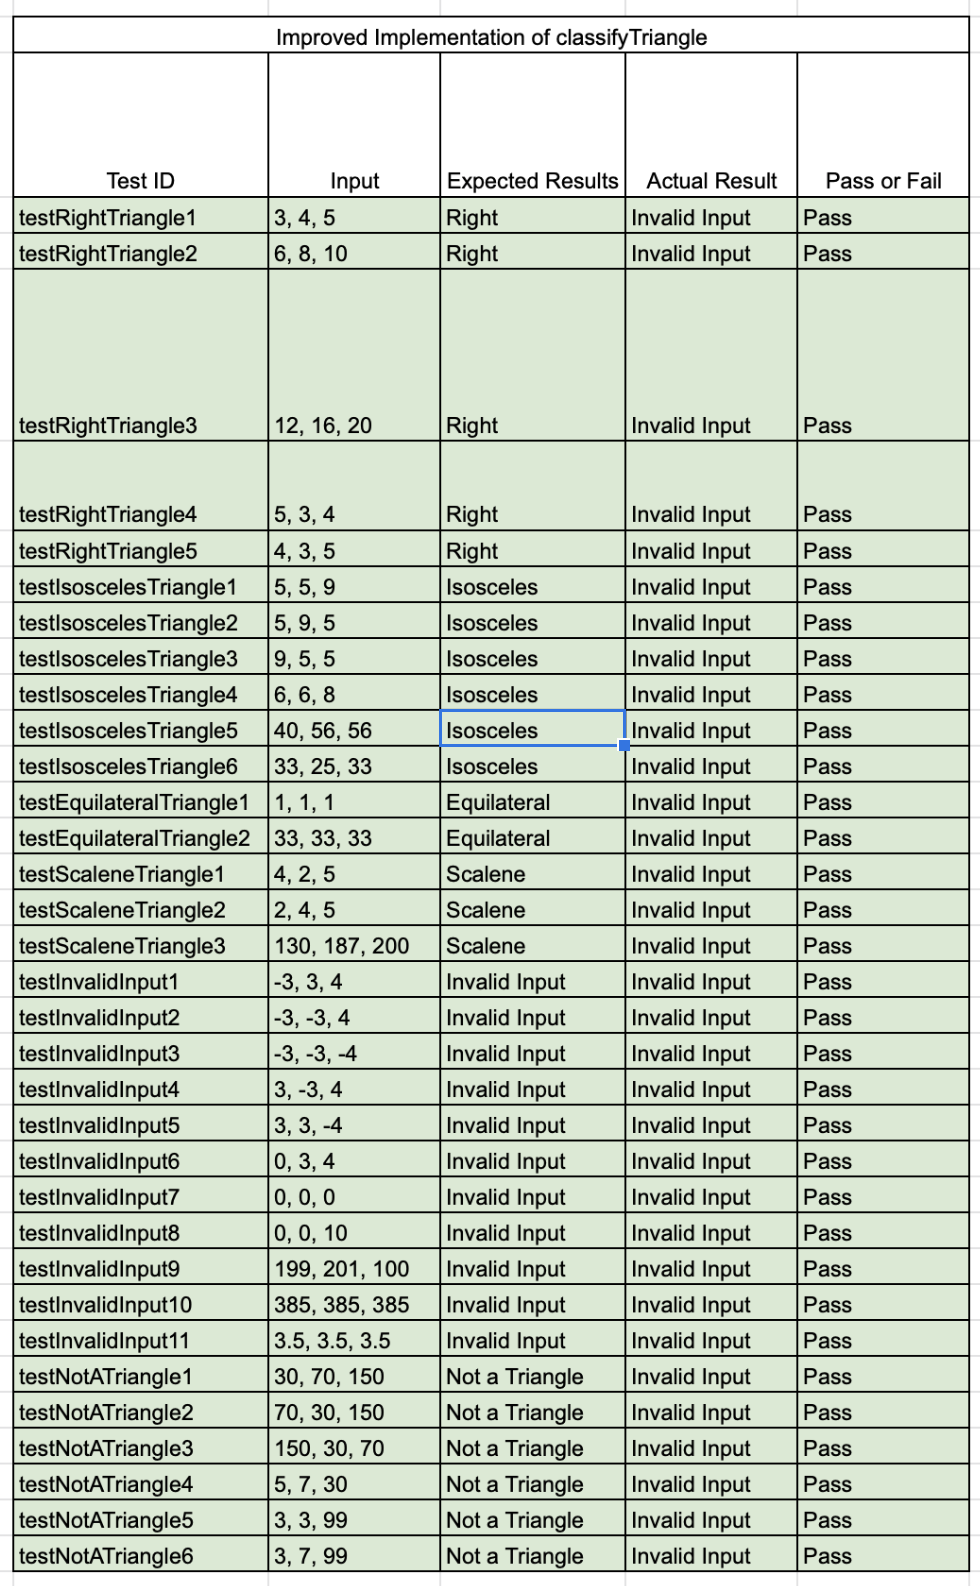 Improved Implementation of classifyTriangle
Test ID Input Expected Results Actual Result Pass or Fail
testRightTriangle1 3, 4, 5 Right Invalid Input Pass
testRightTriangle2 6, 8, 10 Right Invalid Input Pass
testRightTriangle3 12, 16, 20 Right Invalid Input Pass
testRightTriangle4 5, 3, 4 Right Invalid Input Pass
testRightTriangle5 4, 3, 5 Right Invalid Input Pass
testIsoscelesTriangle1 5, 5, 9 Isosceles Invalid Input Pass
testIsoscelesTriangle2 5, 9, 5 Isosceles Invalid Input Pass
testIsoscelesTriangle3 9, 5, 5 Isosceles Invalid Input Pass
testIsoscelesTriangle4 6, 6, 8 Isosceles Invalid Input Pass
testIsoscelesTriangle5 40, 56, 56 Isosceles Invalid Input Pass
testIsoscelesTriangle6 33, 25, 33 Isosceles Invalid Input Pass
testEquilateralTriangle1 1, 1, 1 Equilateral Invalid Input Pass
testEquilateralTriangle2 33, 33, 33 Equilateral Invalid Input Pass
testScaleneTriangle1 4, 2, 5 Scalene Invalid Input Pass
testScaleneTriangle2 2, 4, 5 Scalene Invalid Input Pass
testScaleneTriangle3 130, 187, 200 Scalene Invalid Input Pass
testInvalidInput1 -3, 3, 4 Invalid Input Invalid Input Pass
testInvalidInput2 -3, -3, 4 Invalid Input Invalid Input Pass
testInvalidInput3 -3, -3, -4 Invalid Input Invalid Input Pass
testInvalidInput4 3, -3, 4 Invalid Input Invalid Input Pass
testInvalidInput5 3, 3, -4 Invalid Input Invalid Input Pass
testInvalidInput6 0, 3, 4 Invalid Input Invalid Input Pass
testInvalidInput7 0, 0, 0 Invalid Input Invalid Input Pass
testInvalidInput8 0, 0, 10 Invalid Input Invalid Input Pass
testInvalidInput9 199, 201, 100 Invalid Input Invalid Input Pass
testInvalidInput10 385, 385, 385 Invalid Input Invalid Input Pass
testInvalidInput11 3.5, 3.5, 3.5 Invalid Input Invalid Input Pass
testNotATriangle1 30, 70, 150 Not a Triangle Invalid Input Pass
testNotATriangle2 70, 30, 150 Not a Triangle Invalid Input Pass
testNotATriangle3 150, 30, 70 Not a Triangle Invalid Input Pass
testNotATriangle4 5, 7, 30 Not a Triangle Invalid Input Pass
testNotATriangle5 3, 3, 99 Not a Triangle Invalid Input Pass
testNotATriangle6 3, 7, 99 Not a Triangle Invalid Input Pass